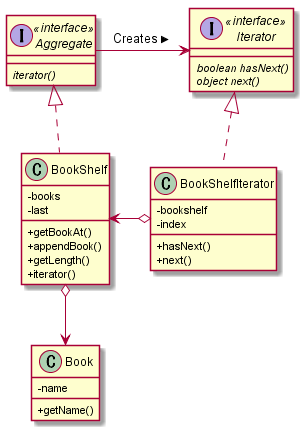 «interface»
Aggregate
iterator()
Creates ►
«interface»
Iterator
boolean hasNext()
object next()
BookShelf
-books
-last
+getBookAt()
+appendBook()
+getLength()
+iterator()
BookShelfIterator
-bookshelf
-index
+hasNext()
+next()
Book
-name
+getName()